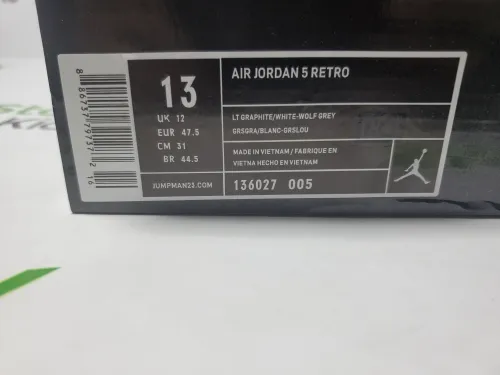 13
UK 12
EUR 47.5
CM 31
BR 44.5
JUMPMAN23.COM
AIR JORDAN 5 RETRO
LT GRAPHITE/WHITE-WOLF GREY
GRSGRA/BLANC-GRSLOU
MADE IN VIETNAM / FABRIQUE EN
VIETNA HECHO EN VIETNAM
136027 005